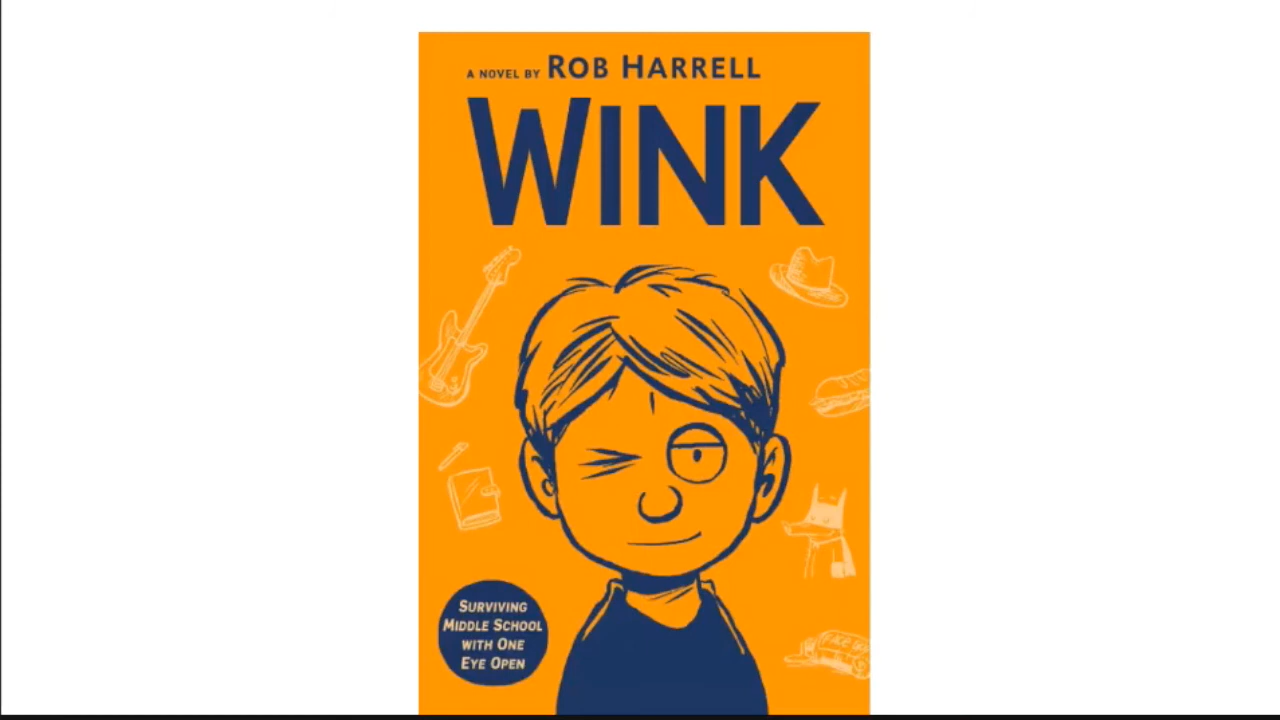 A NOVEL BY ROB HARRELL
WINK
SURVIVING
MIDDLE SCHOOL
WITH ONE
EYE OPEN